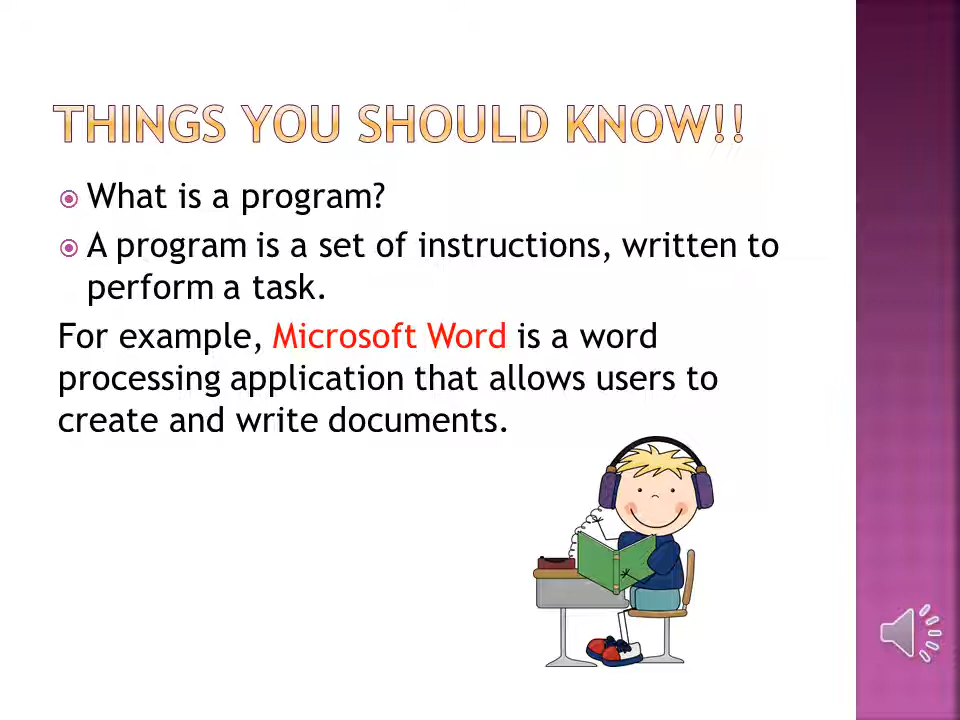 THINGS YOU SHOULD KNOW!!
What is a program?
A program is a set of instructions, written to
perform a task.
For example, Microsoft Word is a word
processing application that allows users to
create and write documents.